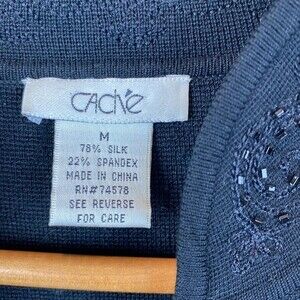 CACHÉ
M
78% SILK
22% SPANDEX
MADE IN CHINA
RN#74578
SEE REVERSE
FOR CARE